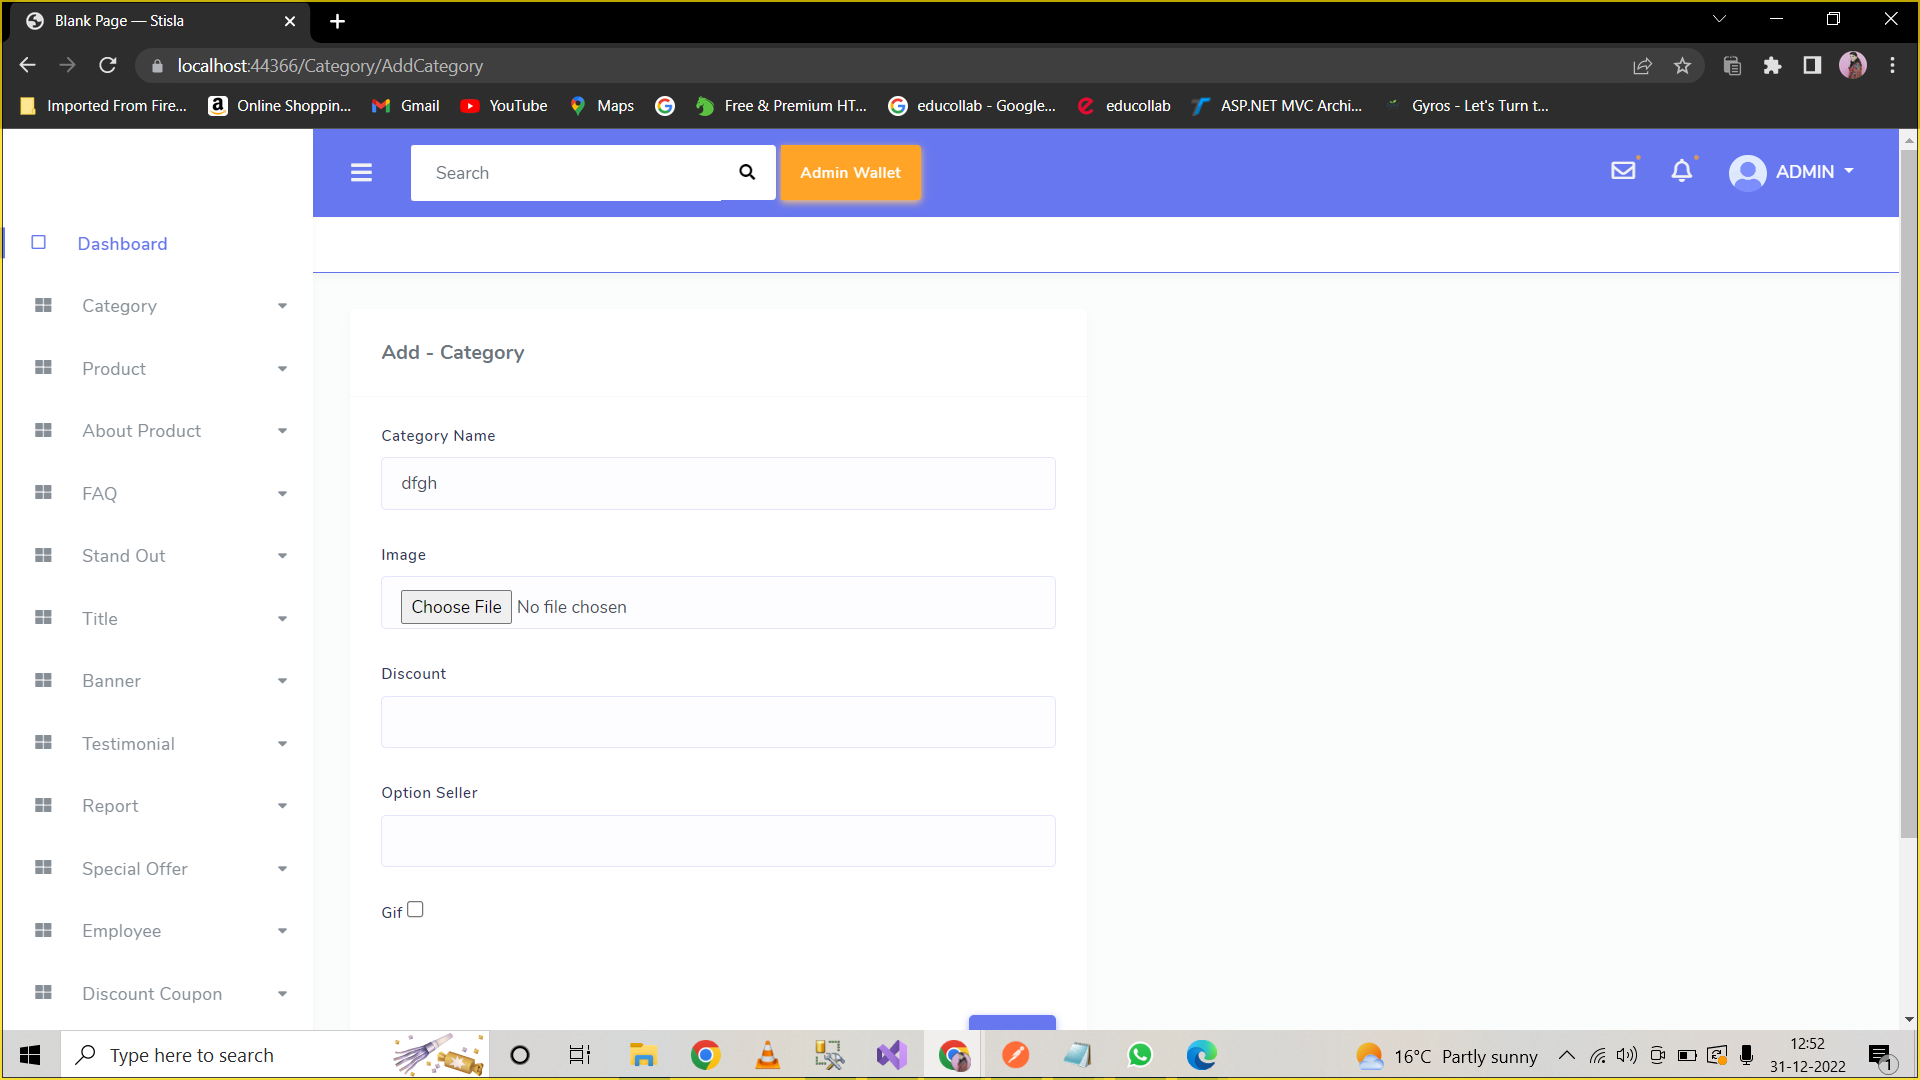 Blank Page — Stisla
localhost:44366/Category/AddCategory
Imported From Fire...
Online Shoppin...
Gmail
YouTube
Maps
Free & Premium HT...
educollab - Google...
educollab
ASP.NET MVC Archi...
Gyros - Let's Turn t...
Search
Admin Wallet
ADMIN
Dashboard
Category
Product
About Product
FAQ
Stand Out
Title
Banner
Testimonial
Report
Special Offer
Employee
Discount Coupon
Add - Category
Category Name
dfgh
Image
Choose File No file chosen
Discount
Option Seller
Gif
Type here to search
16°C Partly sunny
12:52
31-12-2022
1